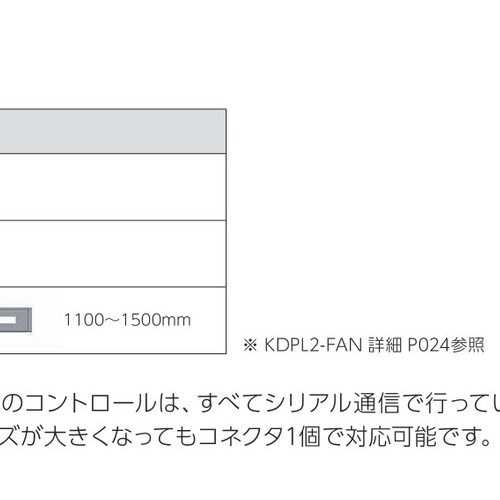 1100～1500mm
※ KDPL2-FAN 詳細 P024参照
のコントロールは、すべてシリアル通信で行ってい
ズが大きくなってもコネクタ1個で対応可能です。